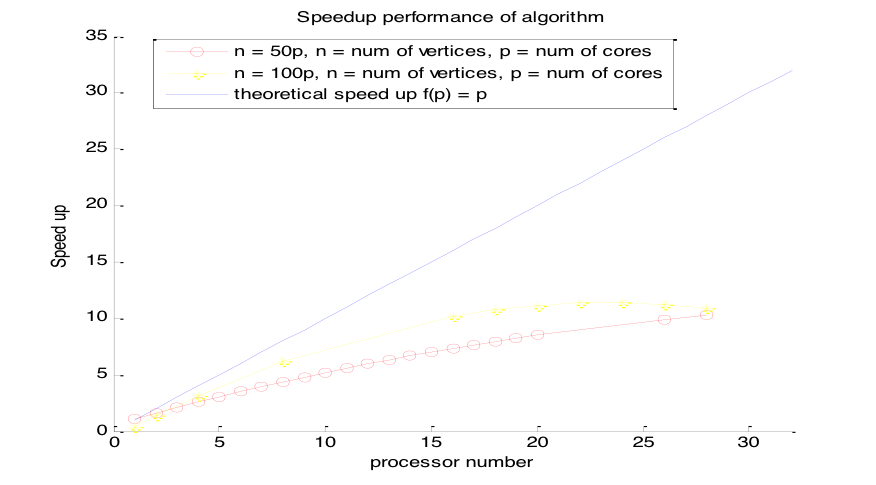 Speedup performance of algorithm
35
n = 50p, n = num of vertices, p = num of cores
n = 100p, n = num of vertices, p = num of cores
theoretical speed up f(p) = p
30
25
20
15
10
5
0
Speed up
0 5 10 15 20 25 30
processor number